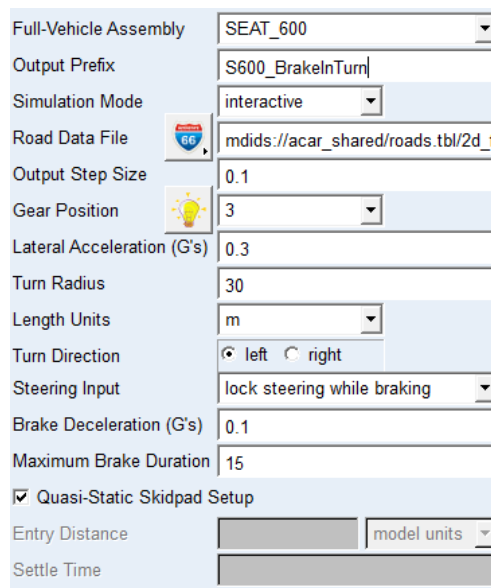 Full-Vehicle Assembly SEAT_600
Output Prefix S600_BrakeInTurn
Simulation Mode interactive
Road Data File 66 mdids://acar_shared/roads.tbl/2d_
Output Step Size 0.1
Gear Position 3
Lateral Acceleration (G's) 0.3
Turn Radius 30
Length Units m
Turn Direction left right
Steering Input lock steering while braking
Brake Deceleration (G's) 0.1
Maximum Brake Duration 15
Quasi-Static Skidpad Setup
Entry Distance model units
Settle Time